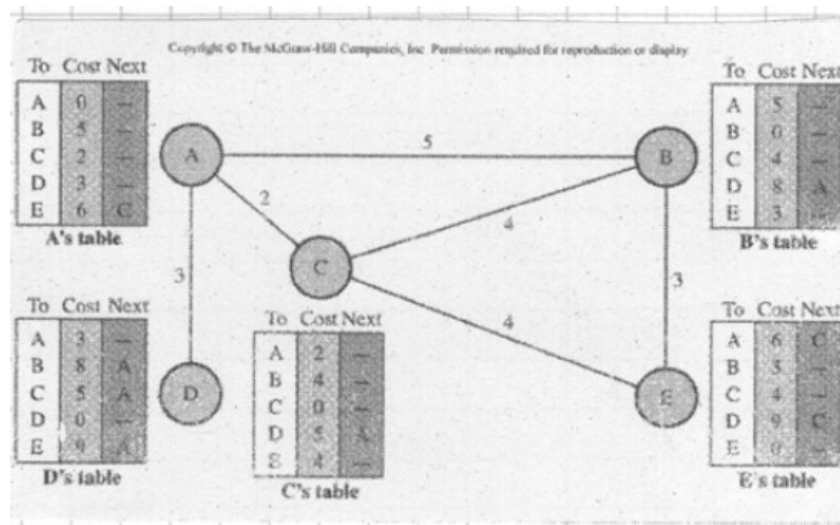 Copyright © The McGraw-Hill Companies, Inc. Permission required for reproduction or display
To Cost Next
A 0 —
B 5 —
C 2 —
D 3 —
E 6 C
A's table
To Cost Next
A 5 —
B 0 —
C 4 —
D 8 A
E 3 —
B's table
A
5
B
2
4
C
3
4
3
D
E
To Cost Next
A 3 —
B 8 A
C 5 A
D 0 —
E 9 A
D's table
To Cost Next
A 2 —
B 4 —
C 0 —
D 5 A
E 4 —
C's table
To Cost Next
A 6 C
B 3 —
C 4 —
D 9 C
E 0 —
E's table